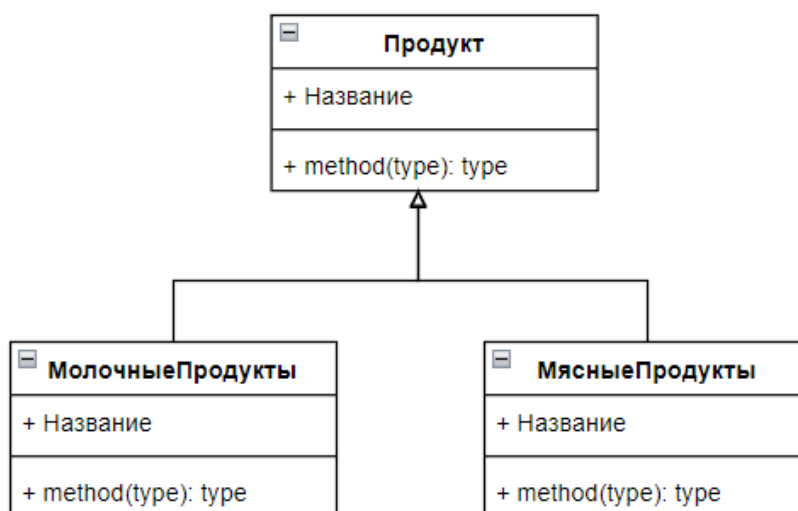 Продукт
+ Название
+ method(type): type
МолочныеПродукты
+ Название
+ method(type): type
МясныеПродукты
+ Название
+ method(type): type